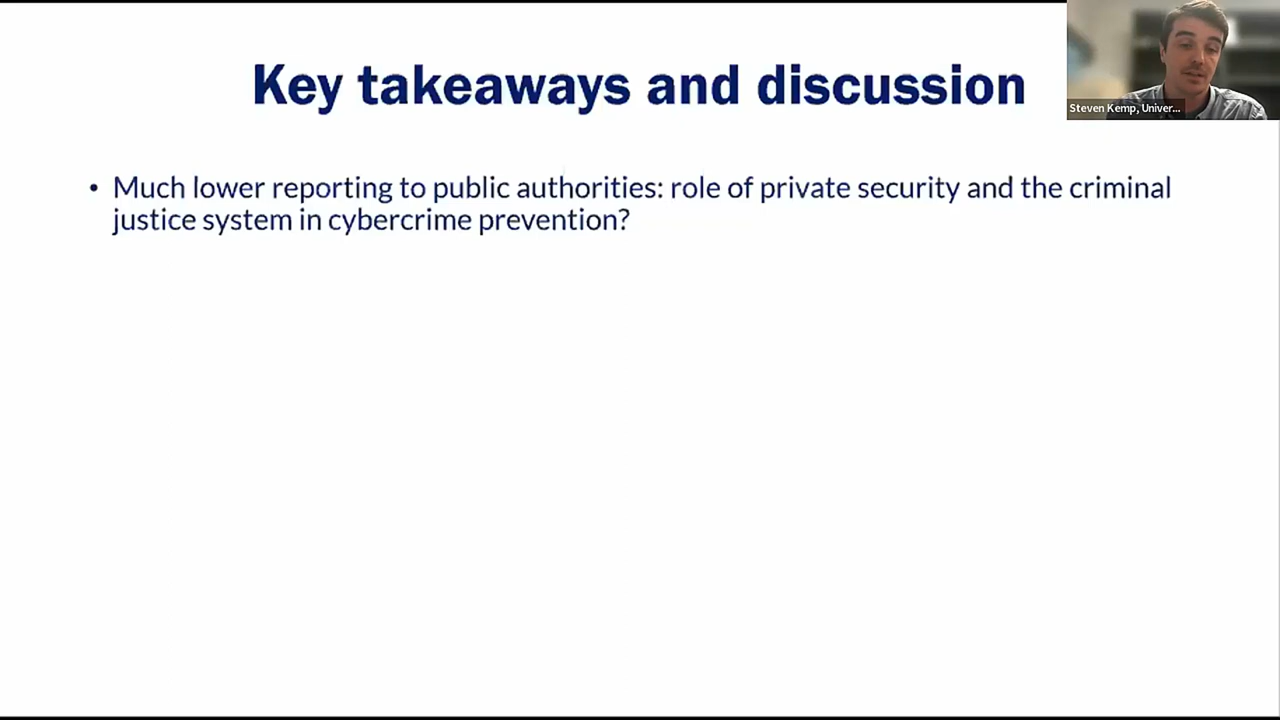 Key takeaways and discussion
Steven Kemp, Univer...
• Much lower reporting to public authorities: role of private security and the criminal
justice system in cybercrime prevention?